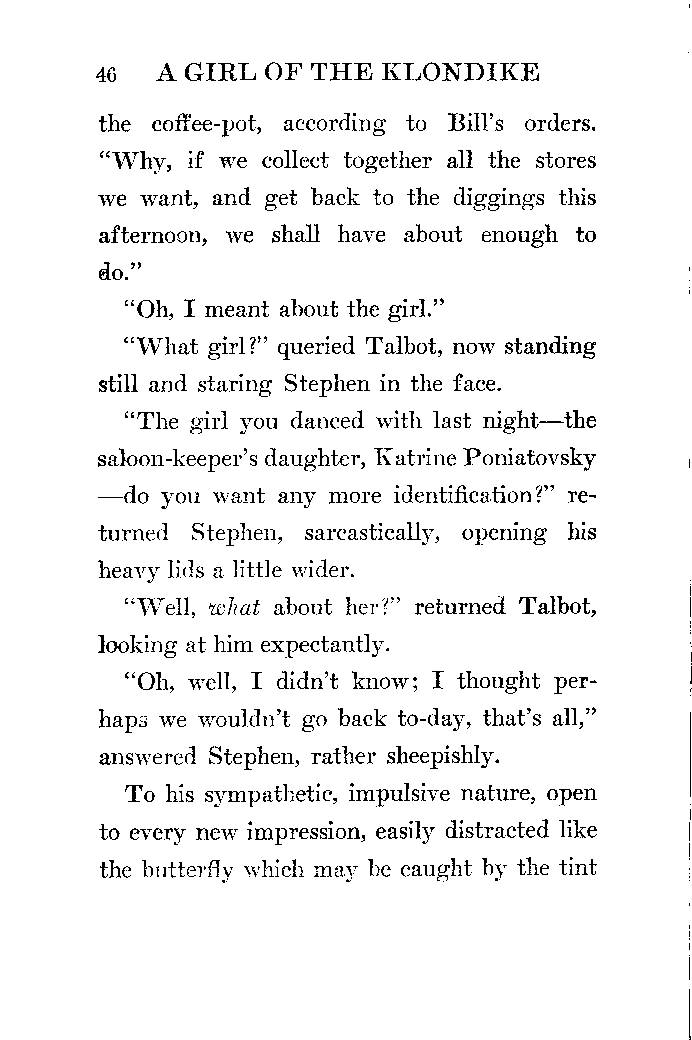 46 A GIRL OF THE KLONDIKE
the coffee-pot, according to Bill’s orders.
“Why, if we collect together all the stores
we want, and get back to the diggings this
afternoon, we shall have about enough to
do.”
“Oh, I meant about the girl.”
“What girl?” queried Talbot, now standing
still and staring Stephen in the face.
“The girl you danced with last night—the
saloon-keeper’s daughter, Katrine Poniatovsky
—do you want any more identification?” re-
turned Stephen, sarcastically, opening his
heavy lids a little wider.
“Well, what about her?” returned Talbot,
looking at him expectantly.
“Oh, well, I didn’t know; I thought per-
haps we wouldn’t go back to-day, that’s all,”
answered Stephen, rather sheepishly.
To his sympathetic, impulsive nature, open
to every new impression, easily distracted like
the butterfly which may be caught by the tint